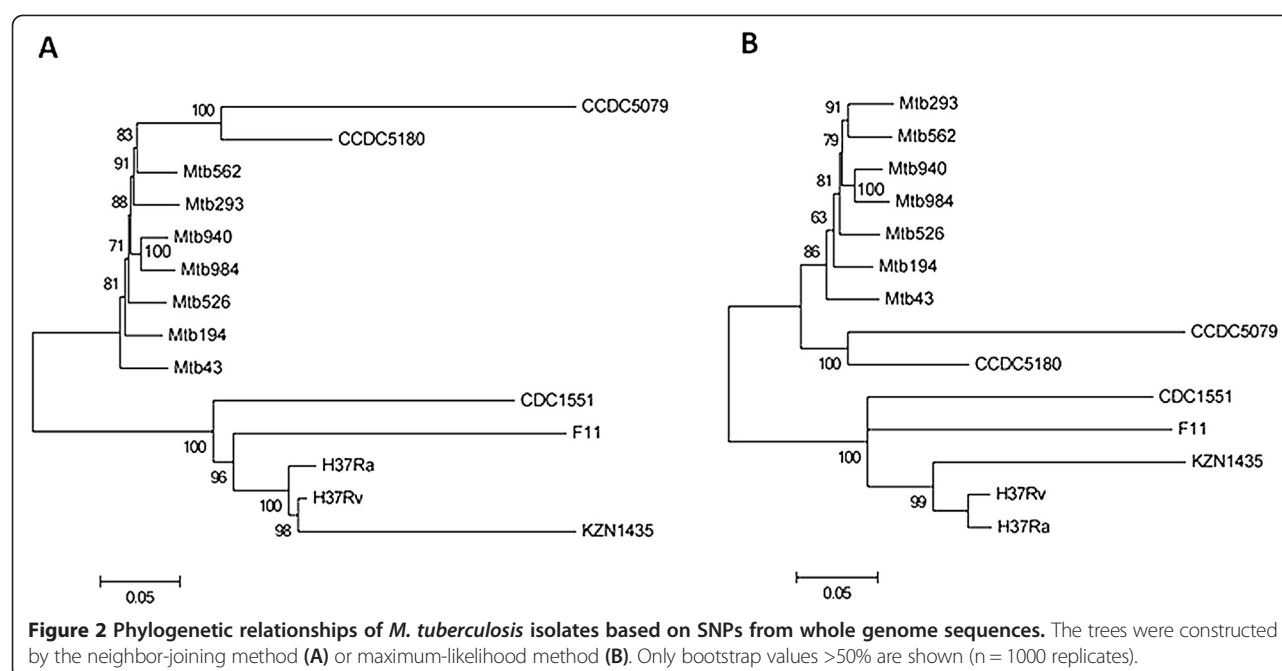 A
100
CCDC5079
83
CCDC5180
91
Mtb562
88
Mtb293
71
Mtb940
100
Mtb984
81
Mtb526
Mtb194
Mtb43
CDC1551
100
F11
96
H37Ra
100
H37Rv
98
KZN1435
0.05
B
91
Mtb293
79
Mtb562
Mtb940
81
100
Mtb984
63
Mtb526
86
Mtb194
Mtb43
CCDC5079
100
CCDC5180
CDC1551
F11
100
KZN1435
99
H37Rv
H37Ra
0.05
Figure 2 Phylogenetic relationships of M. tuberculosis isolates based on SNPs from whole genome sequences. The trees were constructed
by the neighbor-joining method (A) or maximum-likelihood method (B). Only bootstrap values >50% are shown (n = 1000 replicates).